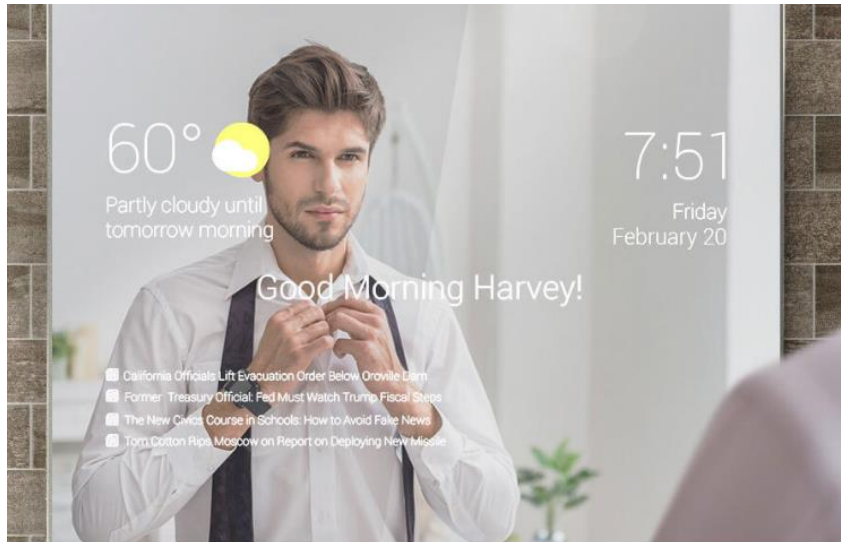 60°
Partly cloudy until
tomorrow morning
7:51
Friday
February 20
Good Morning Harvey!
California Officials Lift Evacuation Order Below Oroville Dam
Former Treasury Official: Fed Must Watch Trump Fiscal Steps
The New Civics Course in Schools: How to Avoid Fake News
Tom Cotton Rips Moscow on Report on Deploying New Missile